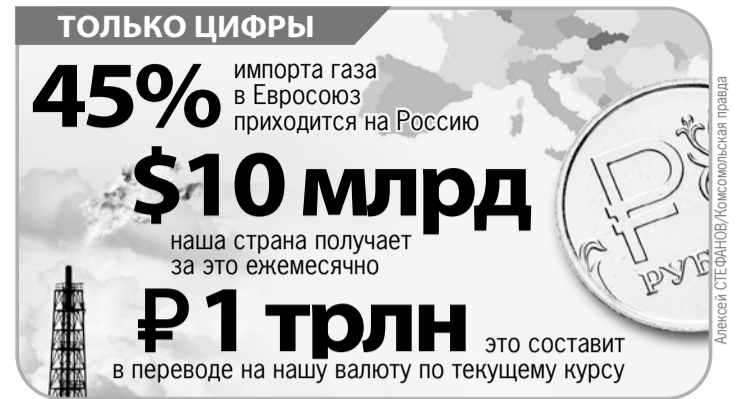 ТОЛЬКО ЦИФРЫ
45% импорта газа
в Евросоюз
приходится на Россию
$10 млрд
наша страна получает
за это ежемесячно
₽ 1 трлн это составит
в переводе на нашу валюту по текущему курсу
Алексей СТЕФАНОВ/Комсомольская правда